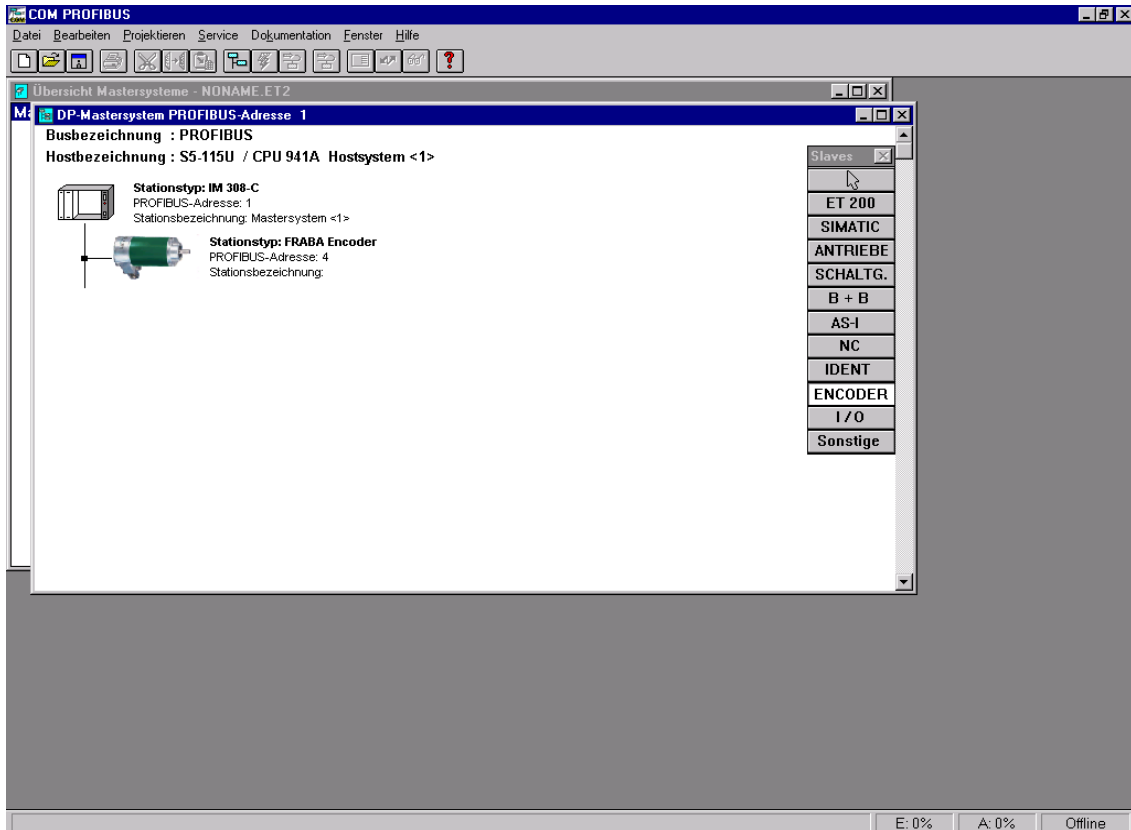 COM PROFIBUS
Datei Bearbeiten Projektieren Service Dokumentation Fenster Hilfe
Übersicht Mastersysteme - NONAME.ET2
DP-Mastersystem PROFIBUS-Adresse 1
Busbezeichnung : PROFIBUS
Hostbezeichnung : S5-115U / CPU 941A Hostsystem <1>
Stationstyp: IM 308-C
PROFIBUS-Adresse: 1
Stationsbezeichnung: Mastersystem <1>
Stationstyp: FRABA Encoder
PROFIBUS-Adresse: 4
Stationsbezeichnung:
Slaves
ET 200
SIMATIC
ANTRIEBE
SCHALTG.
B + B
AS-I
NC
IDENT
ENCODER
I / O
Sonstige
E: 0% A: 0% Offline